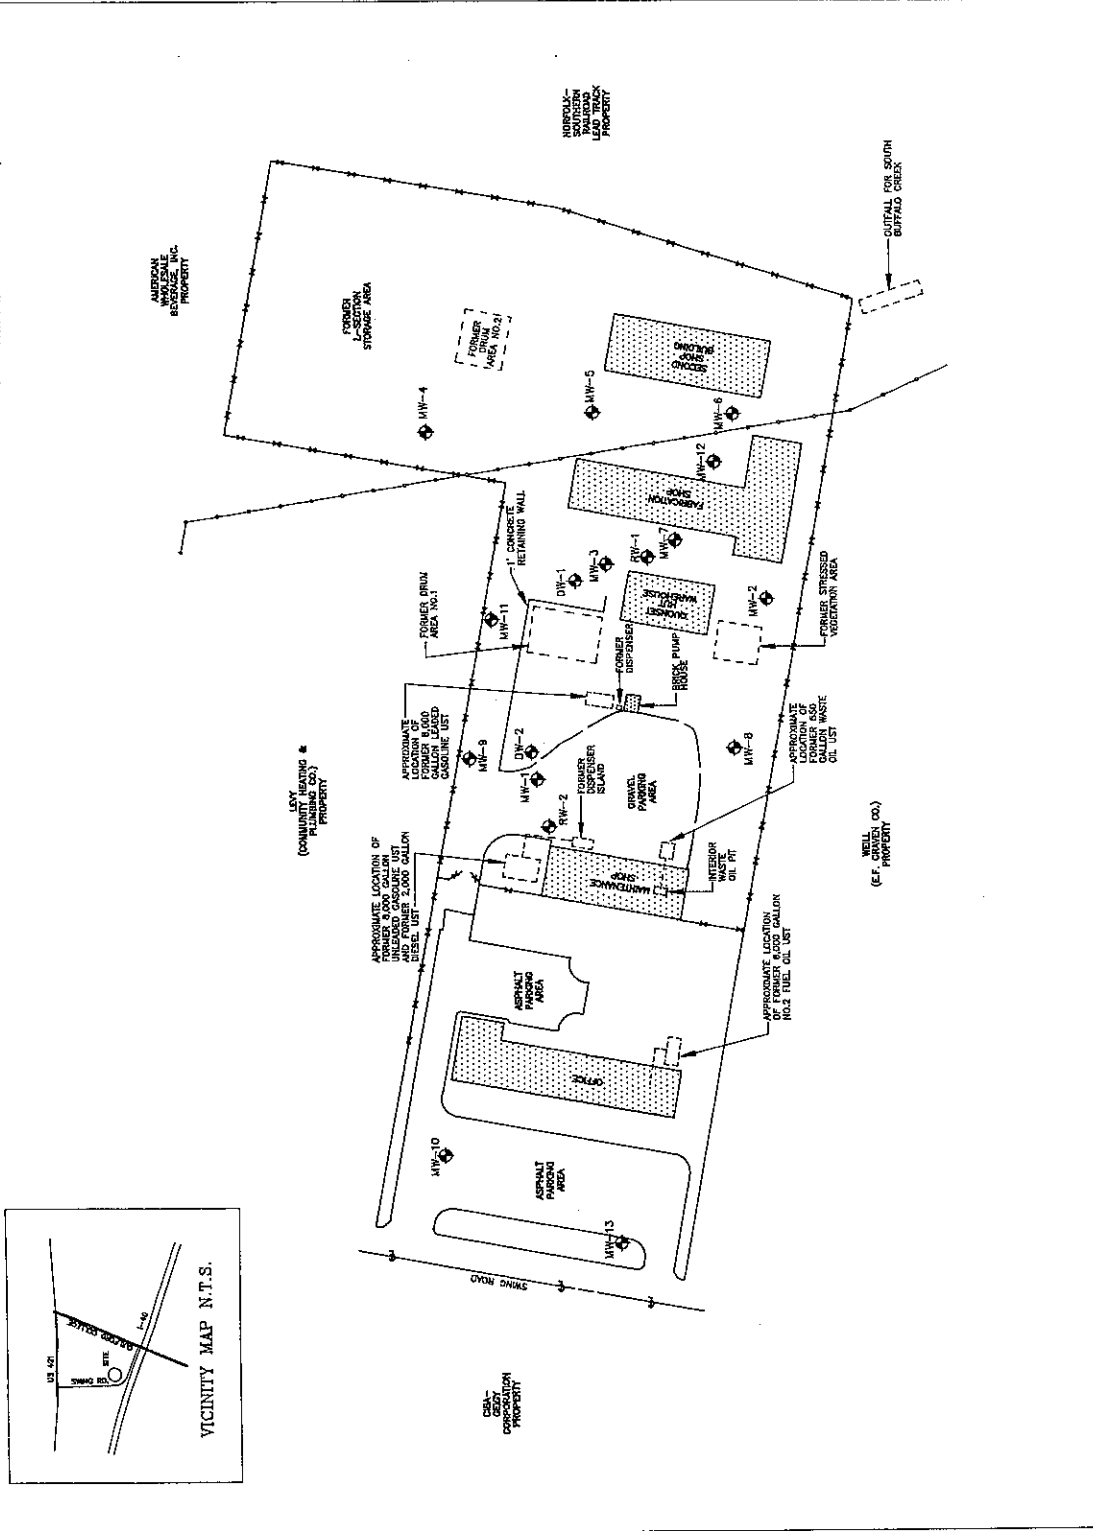 NORFOLK-
SOUTHERN
RAILROAD
LEAD TRACK
PROPERTY
AMERICAN
WHOLESALE
BEVERAGE, INC.
PROPERTY
OUTFALL FOR SOUTH
BUFFALO CREEK
FORMER
L-SECTION
STORAGE AREA
FORMER
DRUM
AREA NO.2
SECOND
SHOP
BUILDING
MW-4
MW-5
MW-6
MW-12
FABRICATION
SHOP
1' CONCRETE
RETAINING WALL
MW-7
RW-1
MW-3
DW-1
FORMER DRUM
AREA NO.1
MW-11
QUONSET
HUT
WAREHOUSE
MW-2
FORMER STRESSED
VEGETATION AREA
FORMER
DISPENSER
BRICK PUMP
HOUSE
APPROXIMATE
LOCATION OF
FORMER 8,000
GALLON LEADED
GASOLINE UST
MW-9
DW-2
MW-1
RW-2
FORMER
DISPENSER
ISLAND
GRAVEL
PARKING
AREA
MW-8
APPROXIMATE
LOCATION OF
FORMER 550
GALLON WASTE
OIL UST
LEVY
(COMMUNITY HEATING &
PLUMBING CO.)
PROPERTY
WEILL
(E.F. CRAVEN CO.)
PROPERTY
APPROXIMATE LOCATION OF
FORMER 8,000 GALLON
UNLEADED GASOLINE UST
AND FORMER 2,000 GALLON
DIESEL UST
MAINTENANCE
SHOP
INTERIOR
WASTE
OIL PIT
APPROXIMATE LOCATION
OF FORMER 6,000 GALLON
NO.2 FUEL OIL UST
ASPHALT
PARKING
AREA
OFFICE
MW-10
ASPHALT
PARKING
AREA
MW-13
SWING ROAD
CIBA-
GEIGY
CORPORATION
PROPERTY
US 421
GUILFORD COLLEGE
SWING RD.
SITE
I-40
VICINITY MAP N.T.S.